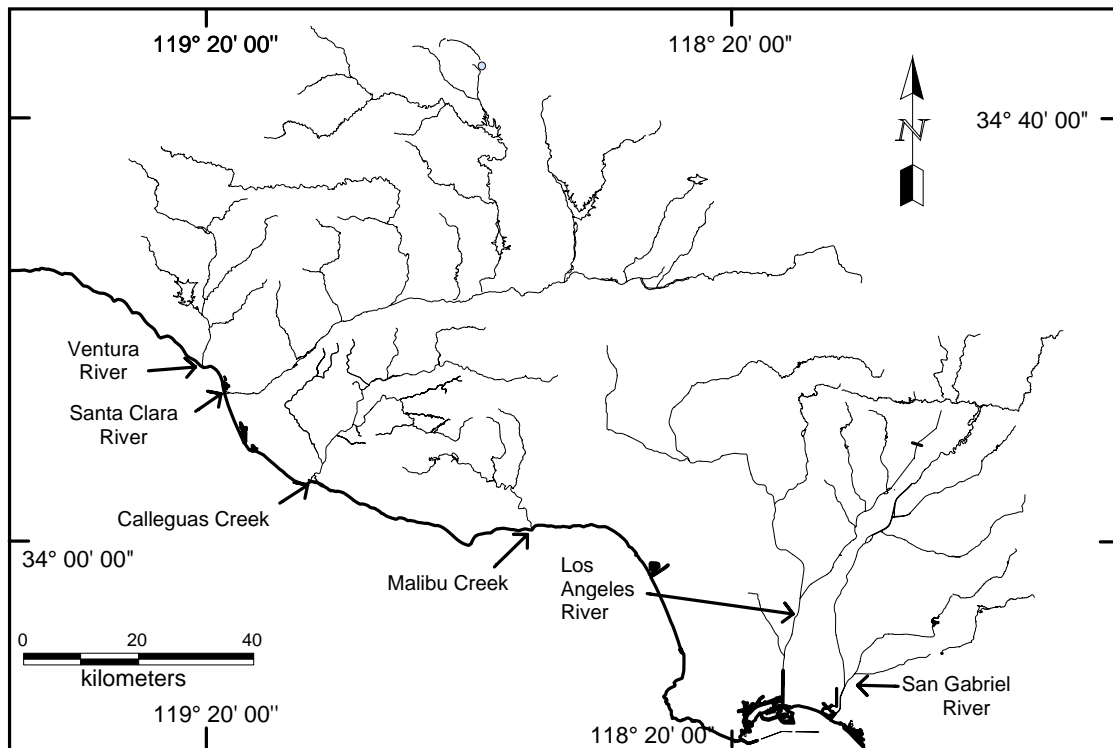 119° 20' 00"
118° 20' 00"
34° 40' 00"
N
Ventura
River
Santa Clara
River
Calleguas Creek
34° 00' 00"
Malibu Creek
Los
Angeles
River
0 20 40
kilometers
San Gabriel
River
119° 20' 00"
118° 20' 00"